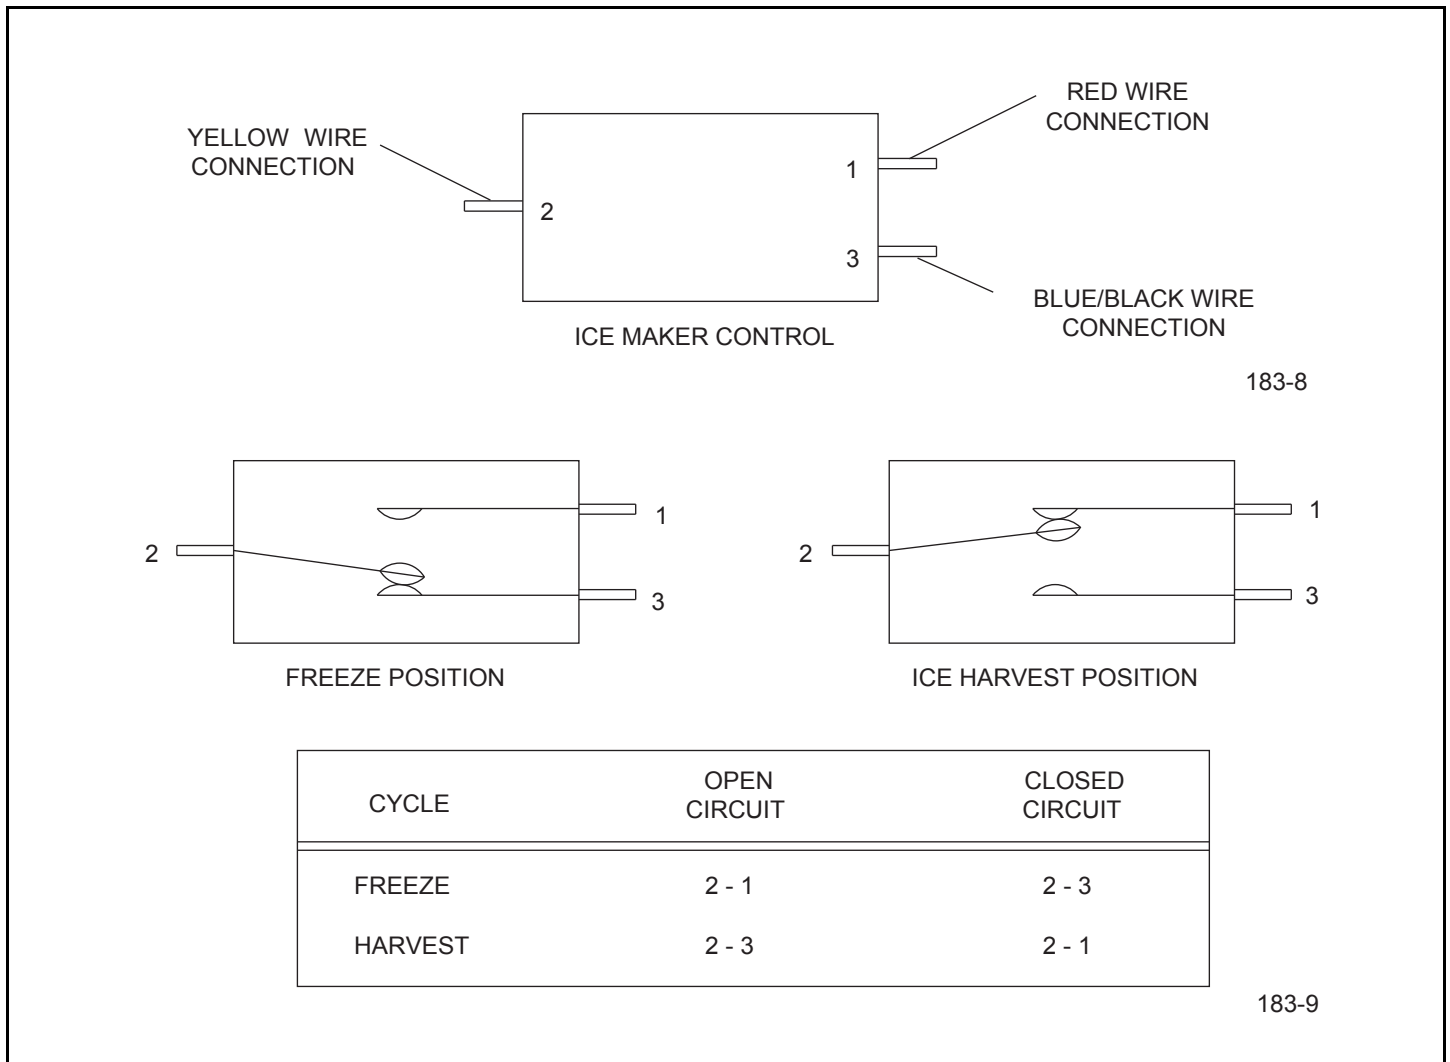 RED WIRE
CONNECTION
YELLOW WIRE
CONNECTION
1
2
3
BLUE/BLACK WIRE
CONNECTION
ICE MAKER CONTROL
183-8
1
2
3
FREEZE POSITION
1
2
3
ICE HARVEST POSITION
CYCLE
OPEN
CIRCUIT
CLOSED
CIRCUIT
FREEZE 2 - 1 2 - 3
HARVEST 2 - 3 2 - 1
183-9